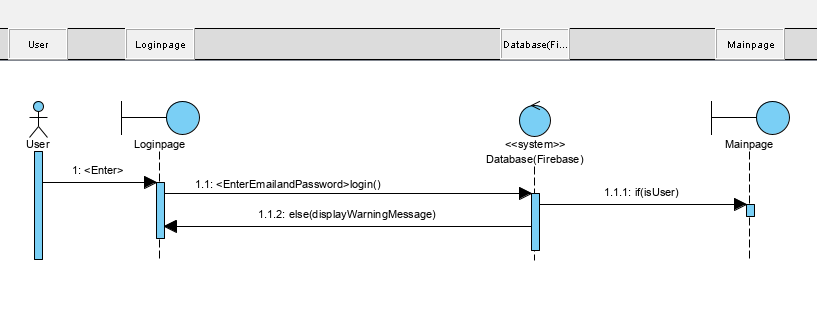 User
Loginpage
Database(Fi...
Mainpage
User
Loginpage
<<system>>
Database(Firebase)
Mainpage
1: <Enter>
1.1: <EnterEmailandPassword>login()
1.1.1: if(isUser)
1.1.2: else(displayWarningMessage)